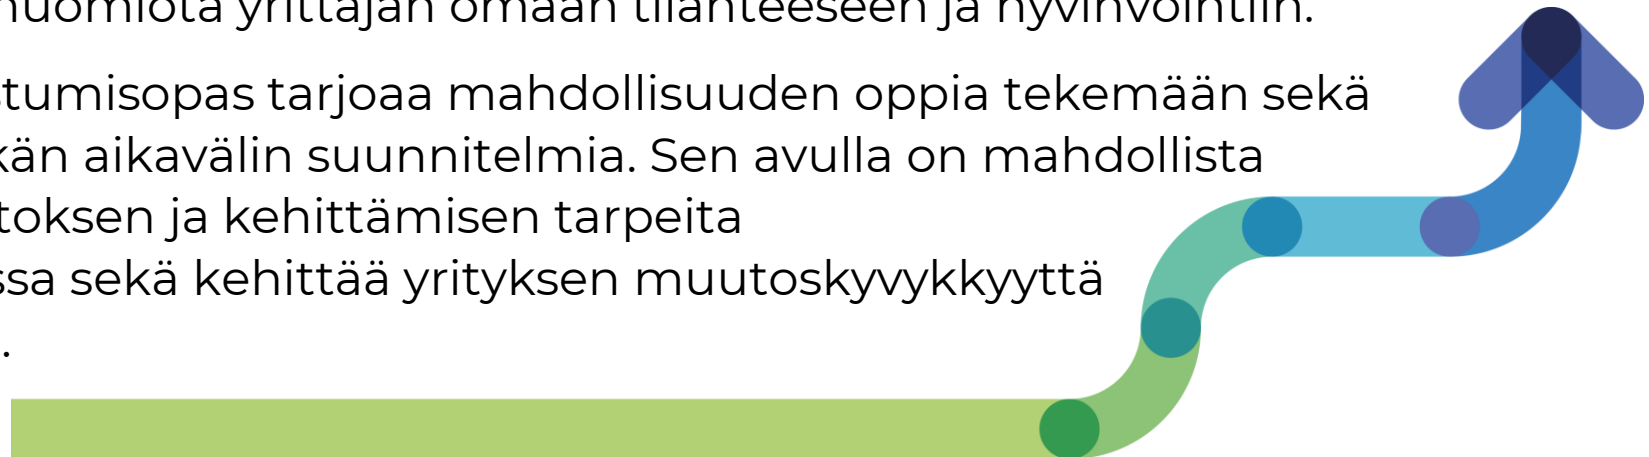 huomiota yrittäjän omaan tilanteeseen ja hyvinvointiin.
stumisopas tarjoaa mahdollisuuden oppia tekemään sekä
kän aikavälin suunnitelmia. Sen avulla on mahdollista
toksen ja kehittämisen tarpeita
ssa sekä kehittää yrityksen muutoskyvykkyyttä
.